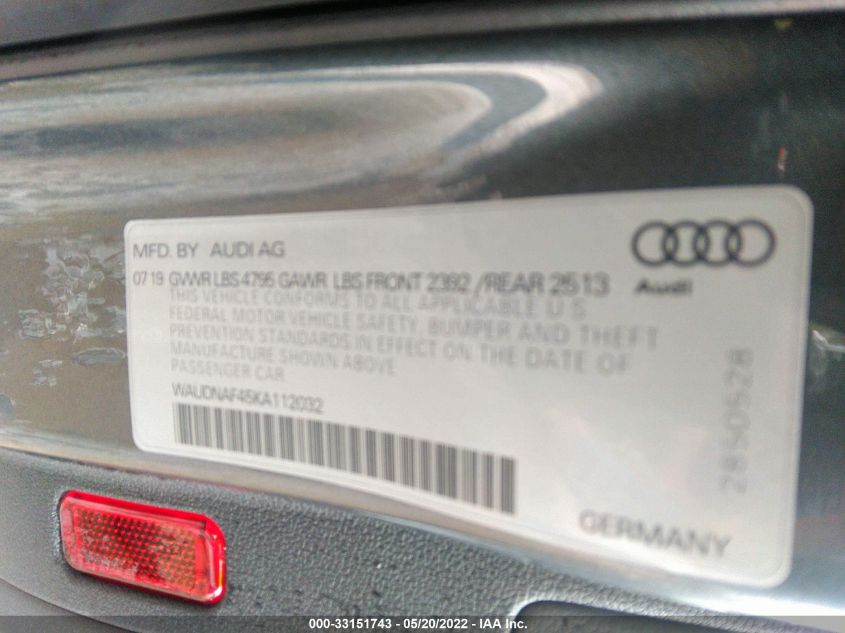 MFD. BY AUDI AG
07 19 GVWR LBS 4795 GAWR LBS FRONT 2392 /REAR 2513
Audi
THIS VEHICLE CONFORMS TO ALL APPLICABLE U S
FEDERAL MOTOR VEHICLE SAFETY, BUMPER AND THEFT
PREVENTION STANDARDS IN EFFECT ON THE DATE OF
MANUFACTURE SHOWN ABOVE
PASSENGER CAR
WAUDNAF45KA112032
2850528
GERMANY
000-33151743 / 05/20/2022 / IAA Inc.